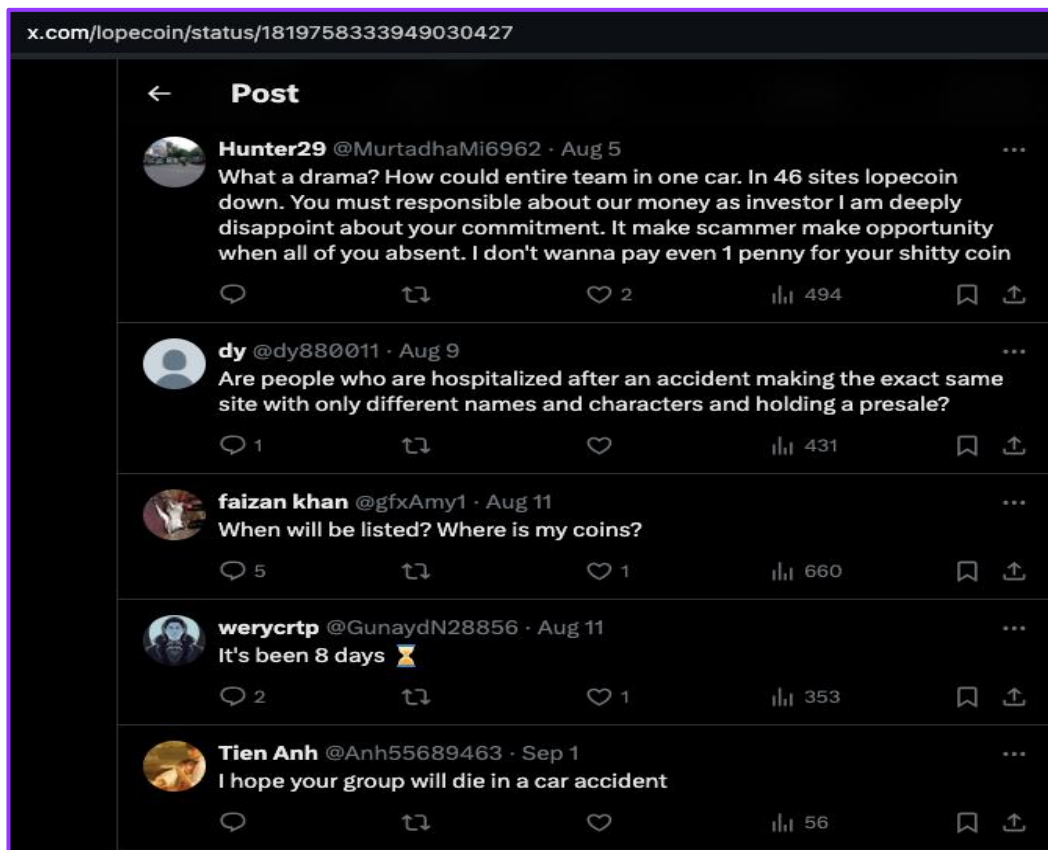 x.com/lopecoin/status/1819758333949030427
← Post
Hunter29 @MurtadhaMi6962 · Aug 5
What a drama? How could entire team in one car. In 46 sites lopecoin
down. You must responsible about our money as investor I am deeply
disappoint about your commitment. It make scammer make opportunity
when all of you absent. I don't wanna pay even 1 penny for your shitty coin
2 494
dy @dy880011 · Aug 9
Are people who are hospitalized after an accident making the exact same
site with only different names and characters and holding a presale?
1 431
faizan khan @gfxAmy1 · Aug 11
When will be listed? Where is my coins?
5 1 660
werycrtp @GunaydN28856 · Aug 11
It's been 8 days ⏳
2 1 353
Tien Anh @Anh55689463 · Sep 1
I hope your group will die in a car accident
56